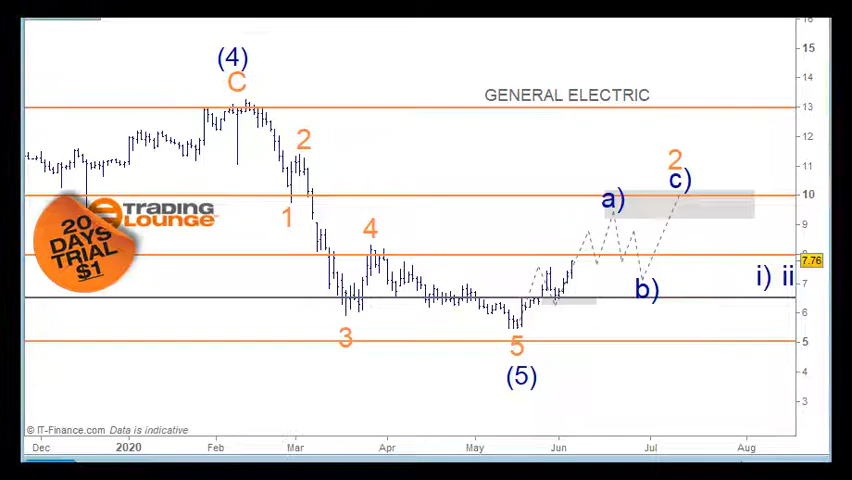 16
(4)
15
C
14
GENERAL ELECTRIC
13
2
12
11
2
c)
10
a)
TRADING
LOUNGE
20
DAYS
TRIAL
$1
1
4
9
8
7.76
i) ii
7
b)
6
3
5
5
(5)
4
3
© IT-Finance.com Data is indicative
Dec 2020 Feb Mar Apr May Jun Jul Aug